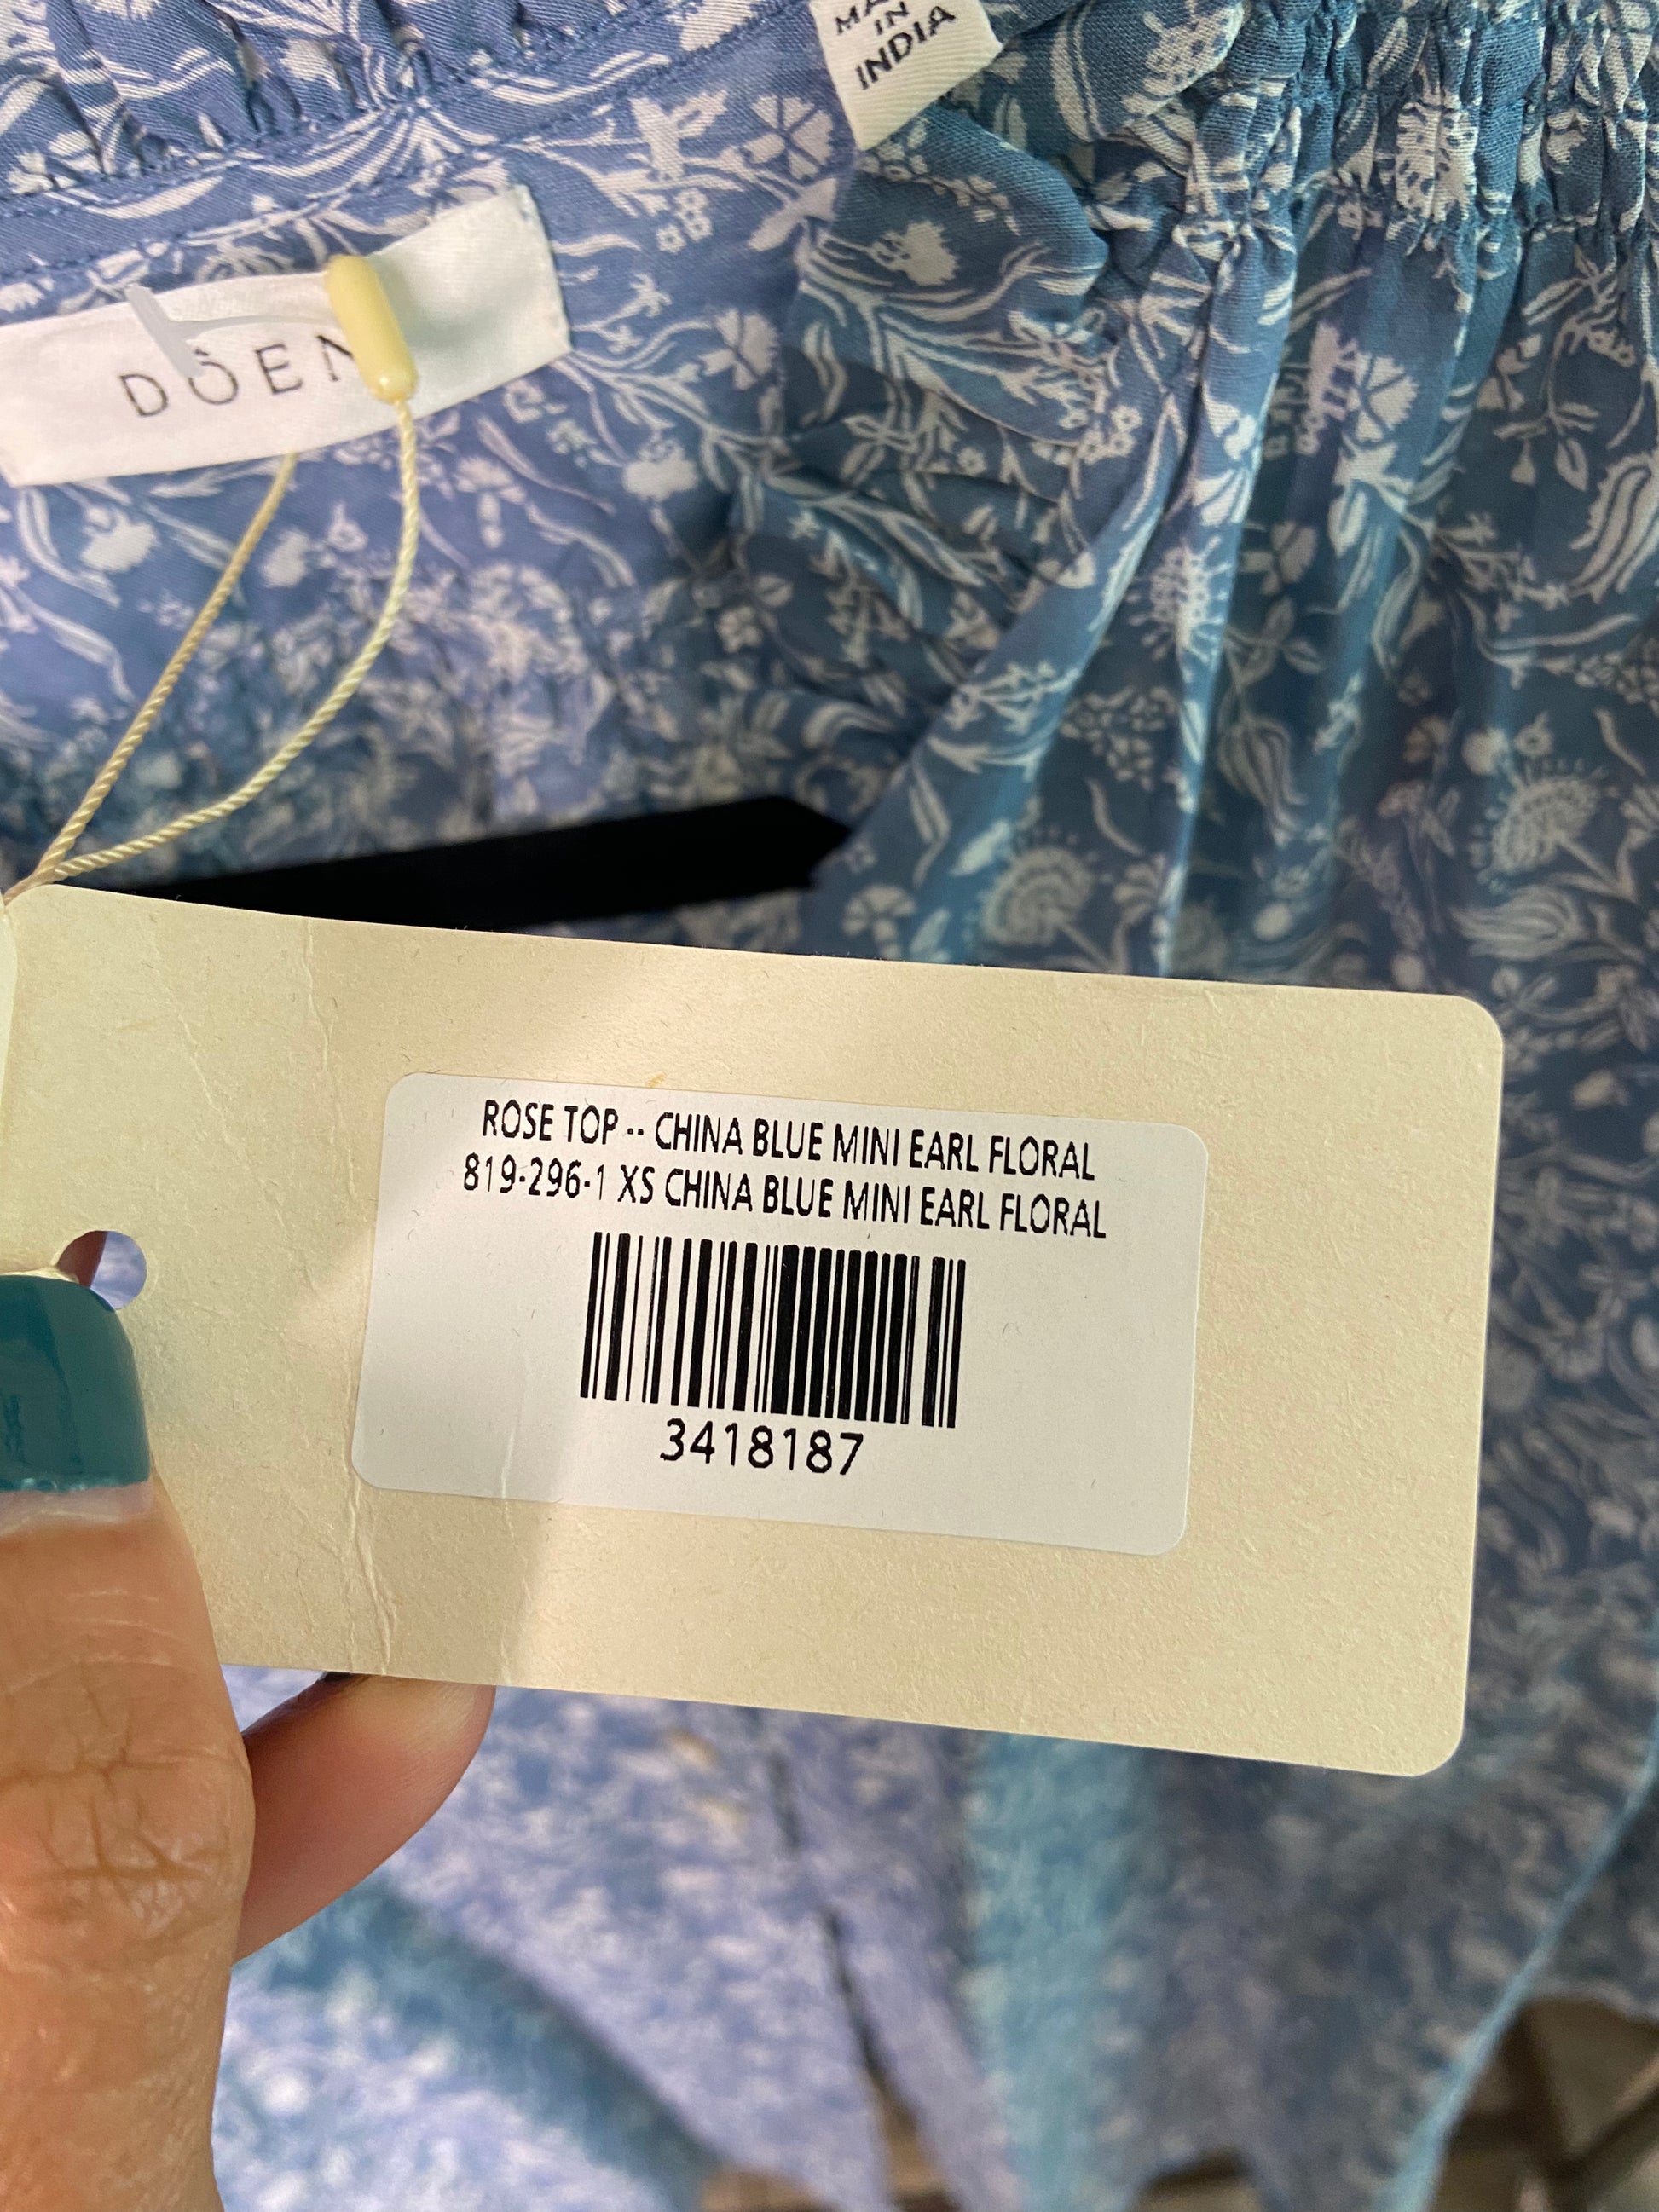 MADE
IN
INDIA
DÔEN
ROSE TOP -- CHINA BLUE MINI EARL FLORAL
819-296-1 XS CHINA BLUE MINI EARL FLORAL
3418187